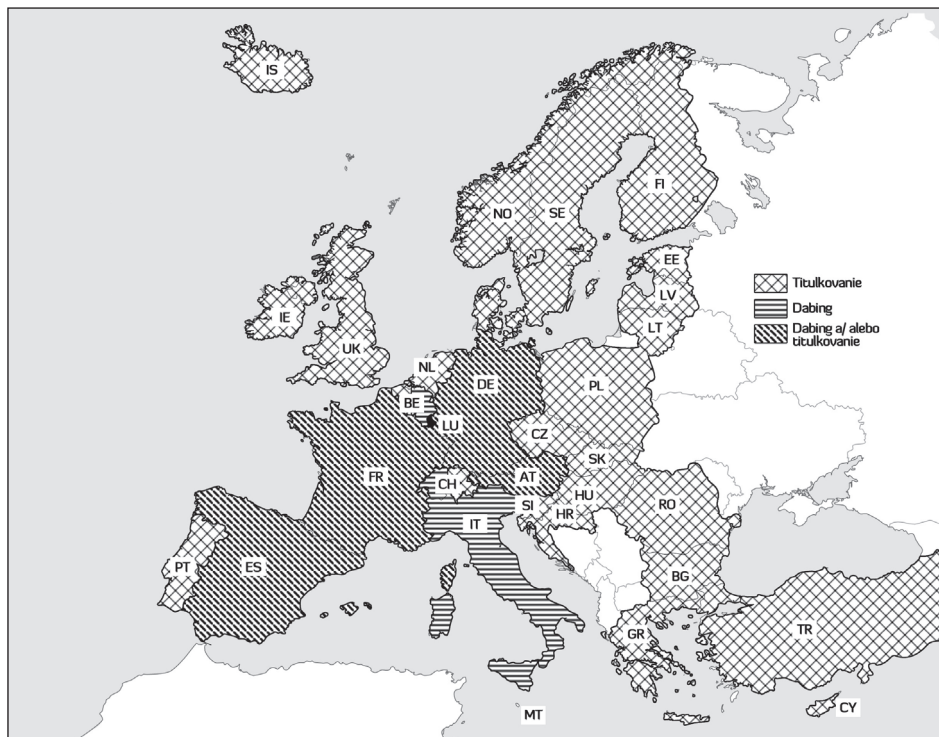 IS
NO
SE
FI
EE
LV
LT
IE
UK
NL
BE
LU
DE
PL
CZ
SK
FR
CH
AT
HU
SI
HR
RO
IT
PT
ES
BG
GR
TR
MT
CY
Titulkovanie
Dabing
Dabing a/ alebo
titulkovanie